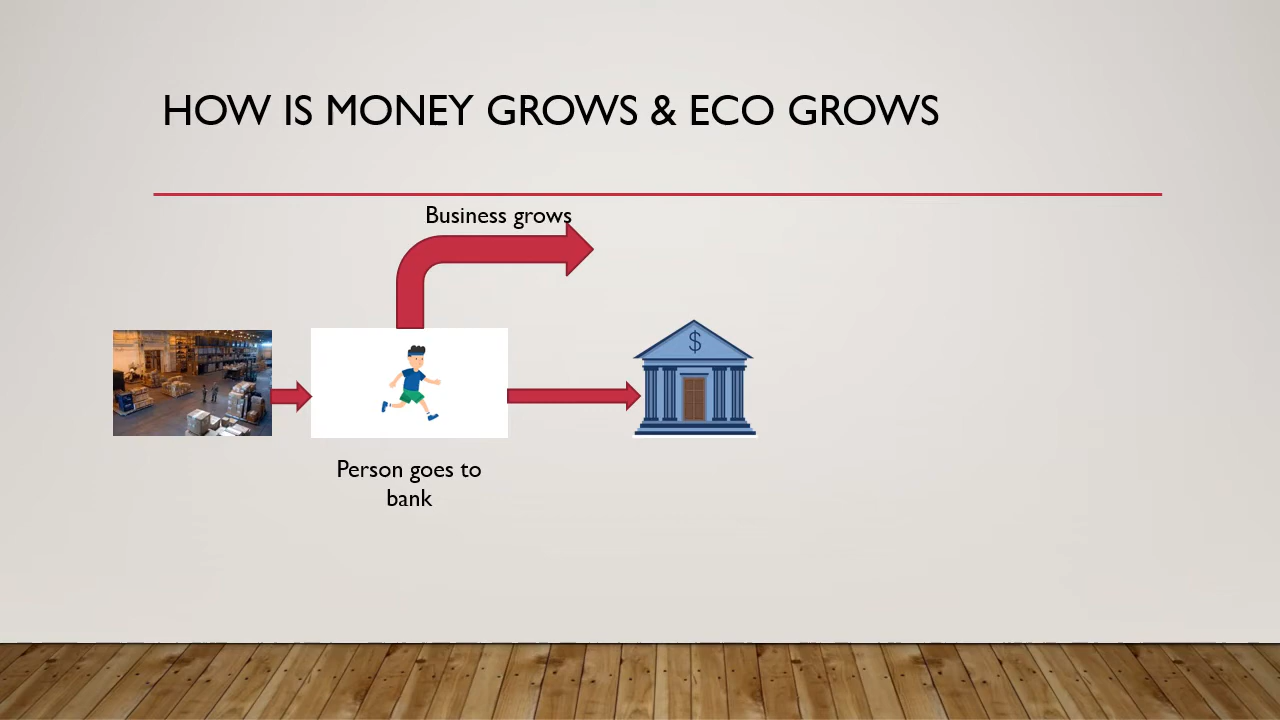 HOW IS MONEY GROWS & ECO GROWS
Business grows
$
Person goes to
bank